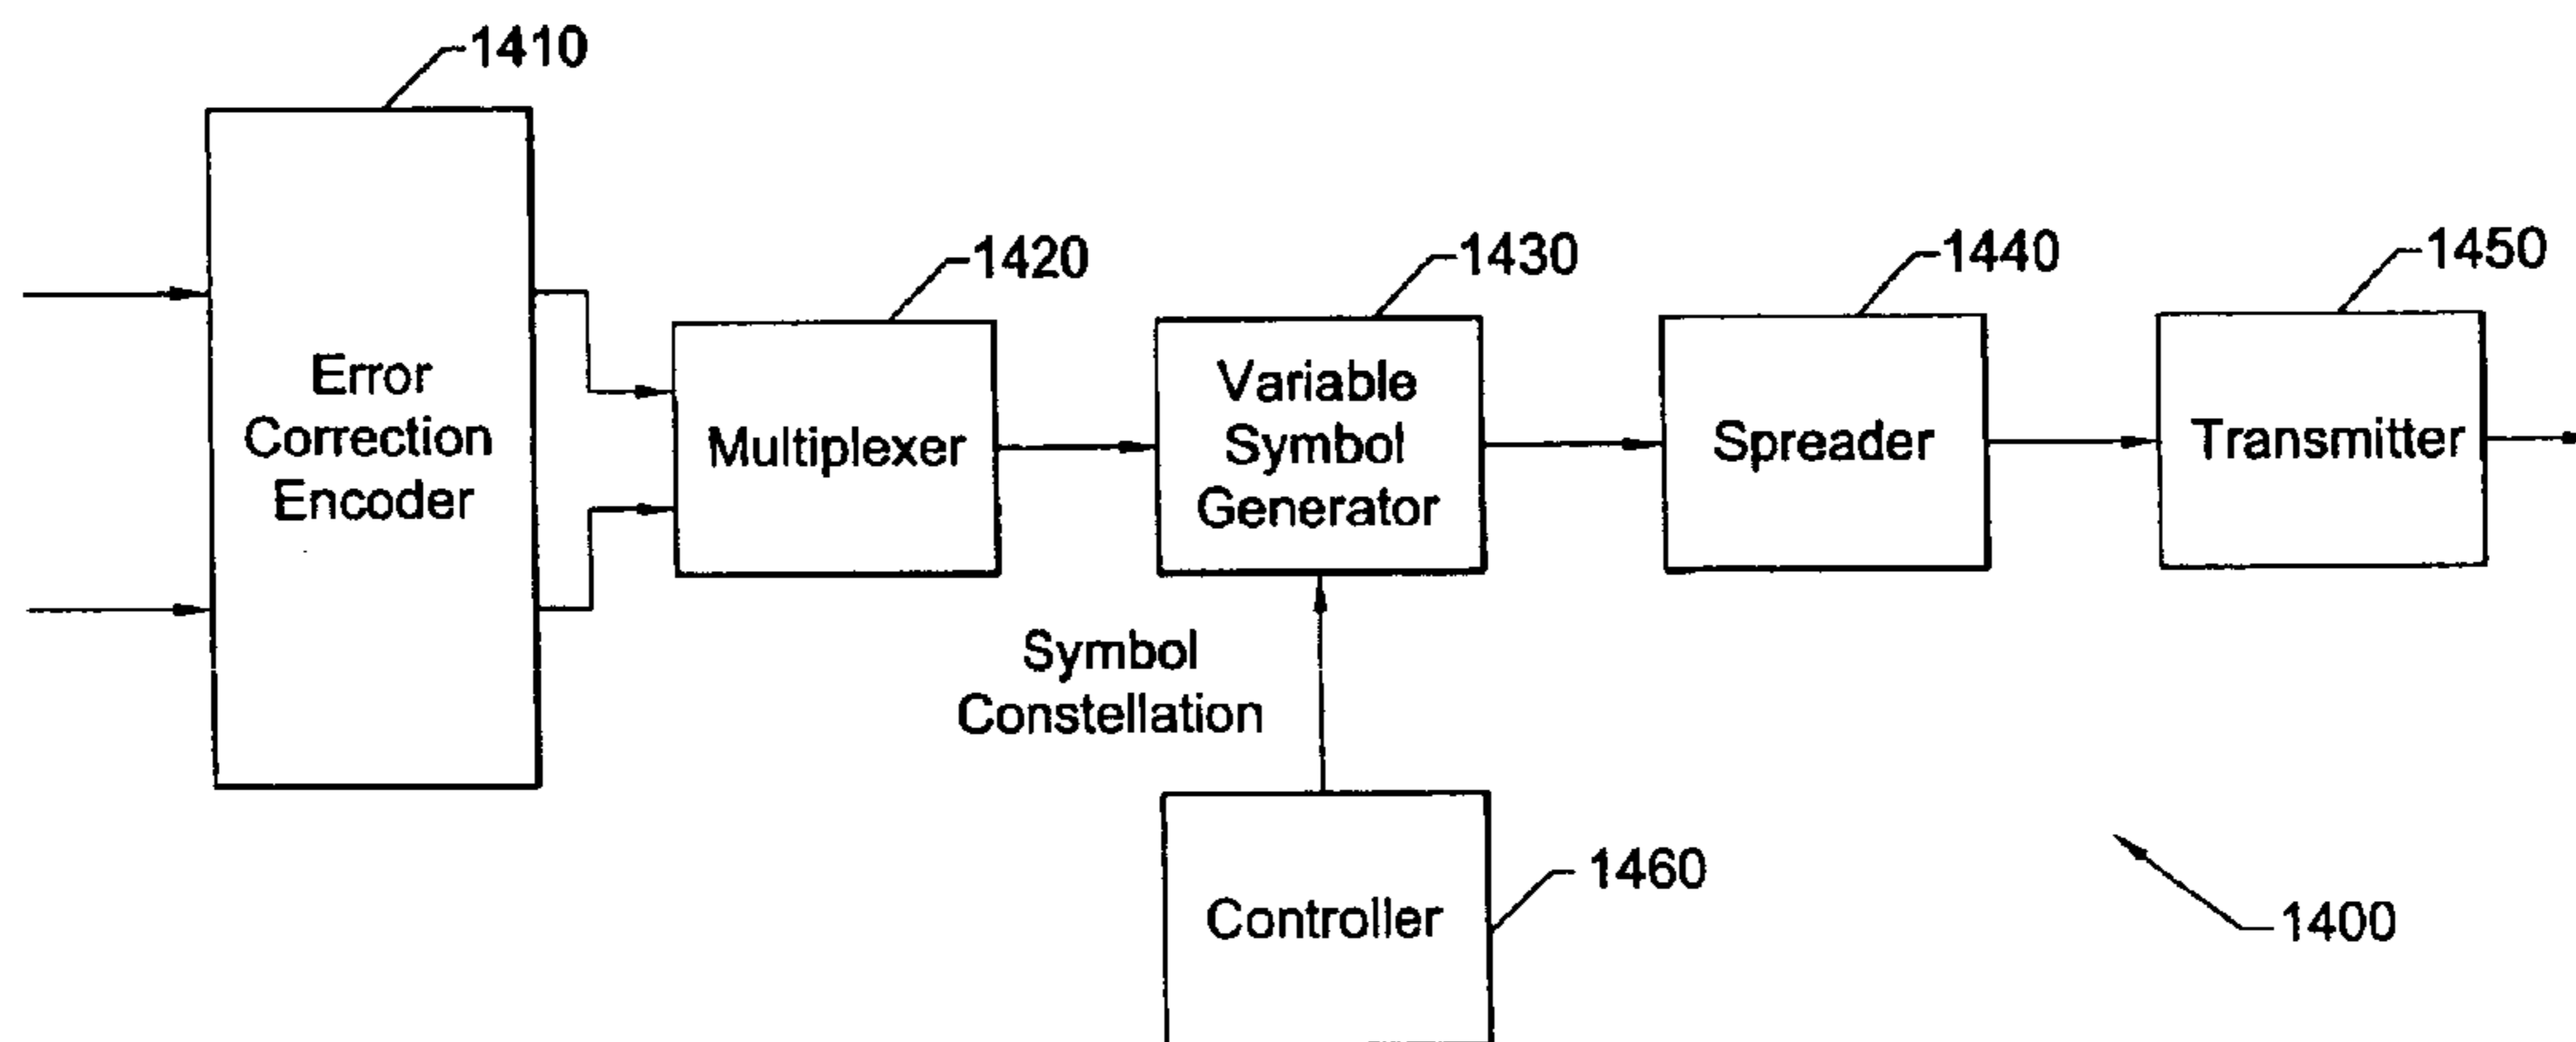 1410
1420
1430
1440
1450
Error
Correction
Encoder
Multiplexer
Variable
Symbol
Generator
Spreader
Transmitter
Symbol
Constellation
Controller
1460
1400